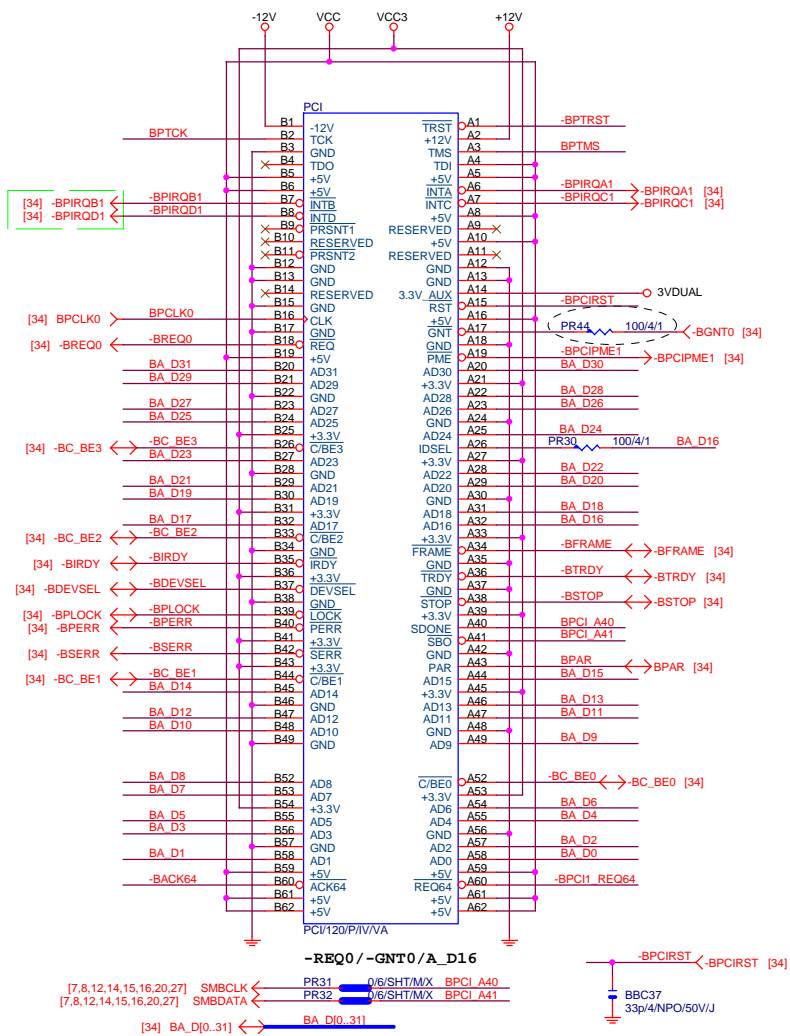 -12V VCC VCC3 +12V
PCI
B1 -12V TRST A1 -BPTRST
BPTCK B2 TCK +12V A2
B3 GND TMS A3 BPTMS
B4 TDO TDI A4
B5 +5V +5V A5
B6 +5V INTA A6 -BPIRQA1 -BPIRQA1 [34]
[34] -BPIRQB1 -BPIRQB1 B7 INTB INTC A7 -BPIRQC1 -BPIRQC1 [34]
[34] -BPIRQD1 -BPIRQD1 B8 INTD +5V A8
B9 PRSNT1 RESERVED A9
B10 RESERVED +5V A10
B11 PRSNT2 RESERVED A11
B12 GND GND A12
B13 GND GND A13
B14 RESERVED 3.3V_AUX A14 3VDUAL
B15 GND RST A15 -BPCIRST
[34] BPCLK0 BPCLK0 B16 CLK +5V A16
B17 GND GNT A17 PR44 100/4/1 -BGNT0 [34]
[34] -BREQ0 -BREQ0 B18 REQ GND A18
B19 +5V PME A19 -BPCIPME1 -BPCIPME1 [34]
BA_D31 B20 AD31 AD30 A20 BA_D30
BA_D29 B21 AD29 +3.3V A21
B22 GND AD28 A22 BA_D28
BA_D27 B23 AD27 AD26 A23 BA_D26
BA_D25 B24 AD25 GND A24
B25 +3.3V AD24 A25 BA_D24
[34] -BC_BE3 -BC_BE3 B26 C/BE3 IDSEL A26 PR30 100/4/1 BA_D16
BA_D23 B27 AD23 +3.3V A27
B28 GND AD22 A28 BA_D22
BA_D21 B29 AD21 AD20 A29 BA_D20
BA_D19 B30 AD19 GND A30
B31 +3.3V AD18 A31 BA_D18
BA_D17 B32 AD17 AD16 A32 BA_D16
[34] -BC_BE2 -BC_BE2 B33 C/BE2 +3.3V A33
B34 GND FRAME A34 -BFRAME -BFRAME [34]
[34] -BIRDY -BIRDY B35 IRDY GND A35
B36 +3.3V TRDY A36 -BTRDY -BTRDY [34]
[34] -BDEVSEL -BDEVSEL B37 DEVSEL GND A37
B38 GND STOP A38 -BSTOP -BSTOP [34]
[34] -BPLOCK -BPLOCK B39 LOCK +3.3V A39
[34] -BPERR -BPERR B40 PERR SDONE A40 BPCI_A40
B41 +3.3V SBO A41 BPCI_A41
[34] -BSERR -BSERR B42 SERR GND A42
B43 +3.3V PAR A43 BPAR BPAR [34]
[34] -BC_BE1 -BC_BE1 B44 C/BE1 AD15 A44 BA_D15
BA_D14 B45 AD14 +3.3V A45
B46 GND AD13 A46 BA_D13
BA_D12 B47 AD12 AD11 A47 BA_D11
BA_D10 B48 AD10 GND A48
B49 GND AD9 A49 BA_D9
BA_D8 B52 AD8 C/BE0 A52 -BC_BE0 -BC_BE0 [34]
BA_D7 B53 AD7 +3.3V A53
B54 +3.3V AD6 A54 BA_D6
BA_D5 B55 AD5 AD4 A55 BA_D4
BA_D3 B56 AD3 GND A56
B57 GND AD2 A57 BA_D2
BA_D1 B58 AD1 AD0 A58 BA_D0
B59 +5V +5V A59
-BACK64 B60 ACK64 REQ64 A60 -BPCI1_REQ64
B61 +5V +5V A61
B62 +5V +5V A62
PCI/120/P/IV/VA
-REQ0/-GNT0/A_D16
[7,8,12,14,15,16,20,27] SMBCLK PR31 0/6/SHT/M/X BPCI_A40
[7,8,12,14,15,16,20,27] SMBDATA PR32 0/6/SHT/M/X BPCI_A41
[34] BA_D[0..31] BA_D[0..31]
-BPCIRST -BPCIRST [34]
BBC37
33p/4/NPO/50V/J